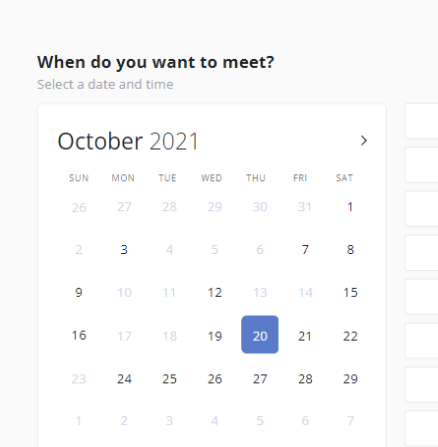 When do you want to meet?
Select a date and time
October 2021
SUN MON TUE WED THU FRI SAT
26 27 28 29 30 31 1
2 3 4 5 6 7 8
9 10 11 12 13 14 15
16 17 18 19 20 21 22
23 24 25 26 27 28 29
1 2 3 4 5 6 7